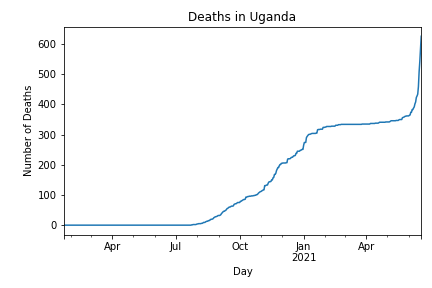 Deaths in Uganda
Number of Deaths
600
500
400
300
200
100
0
Apr
Jul
Oct
Jan
2021
Apr
Day